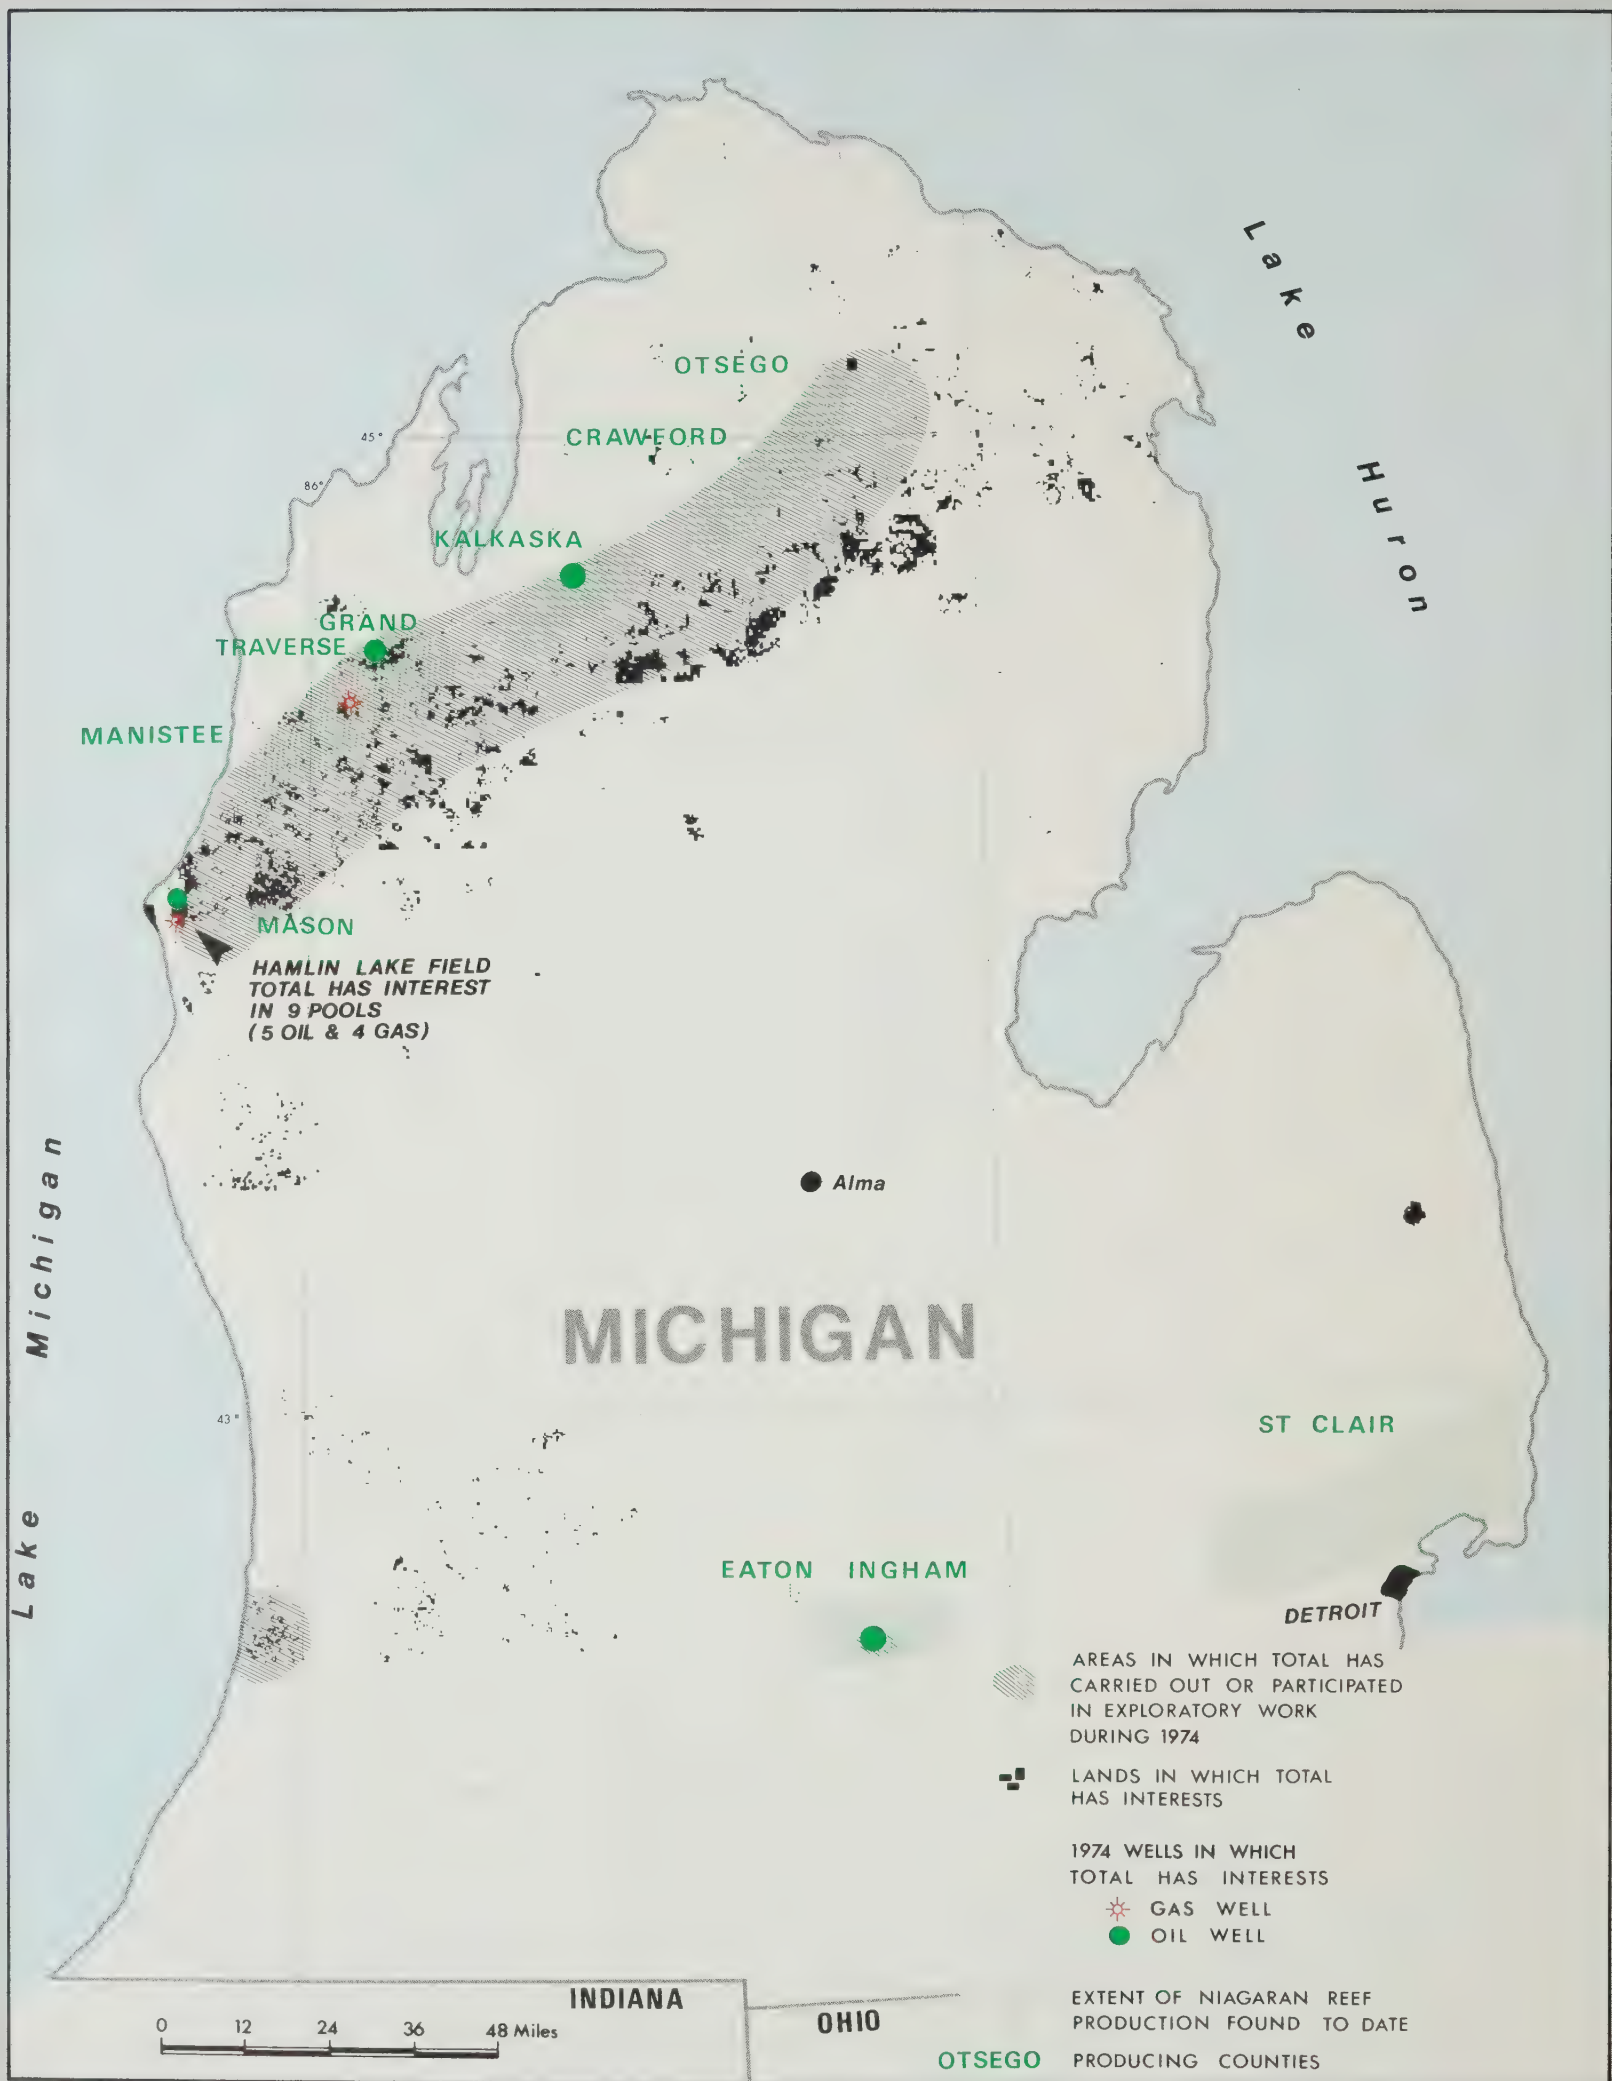 Lake Huron
OTSEGO
45°
CRAWFORD
86°
KALKASKA
GRAND
TRAVERSE
MANISTEE
MASON
HAMLIN LAKE FIELD
TOTAL HAS INTEREST
IN 9 POOLS
(5 OIL & 4 GAS)
Lake Michigan
Alma
MICHIGAN
43°
ST CLAIR
EATON INGHAM
DETROIT
AREAS IN WHICH TOTAL HAS
CARRIED OUT OR PARTICIPATED
IN EXPLORATORY WORK
DURING 1974
LANDS IN WHICH TOTAL
HAS INTERESTS
1974 WELLS IN WHICH
TOTAL HAS INTERESTS
GAS WELL
OIL WELL
INDIANA
OHIO
0 12 24 36 48 Miles
EXTENT OF NIAGARAN REEF
PRODUCTION FOUND TO DATE
OTSEGO PRODUCING COUNTIES